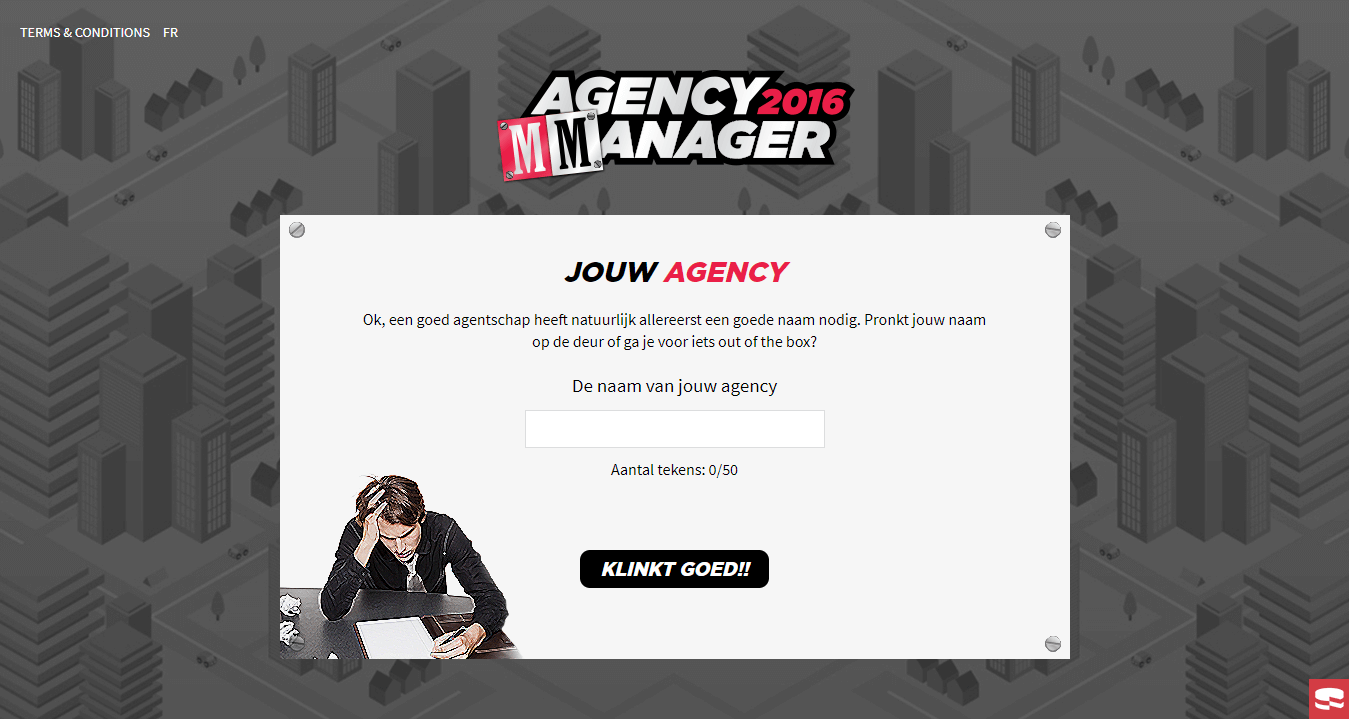 TERMS & CONDITIONS FR
AGENCY 2016
MMANAGER
JOUW AGENCY
Ok, een goed agentschap heeft natuurlijk allereerst een goede naam nodig. Pronkt jouw naam
op de deur of ga je voor iets out of the box?
De naam van jouw agency
Aantal tekens: 0/50
KLINKT GOED!!